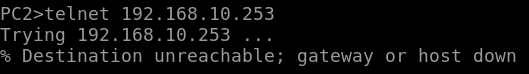 PC2>telnet 192.168.10.253
Trying 192.168.10.253 ...
% Destination unreachable; gateway or host down